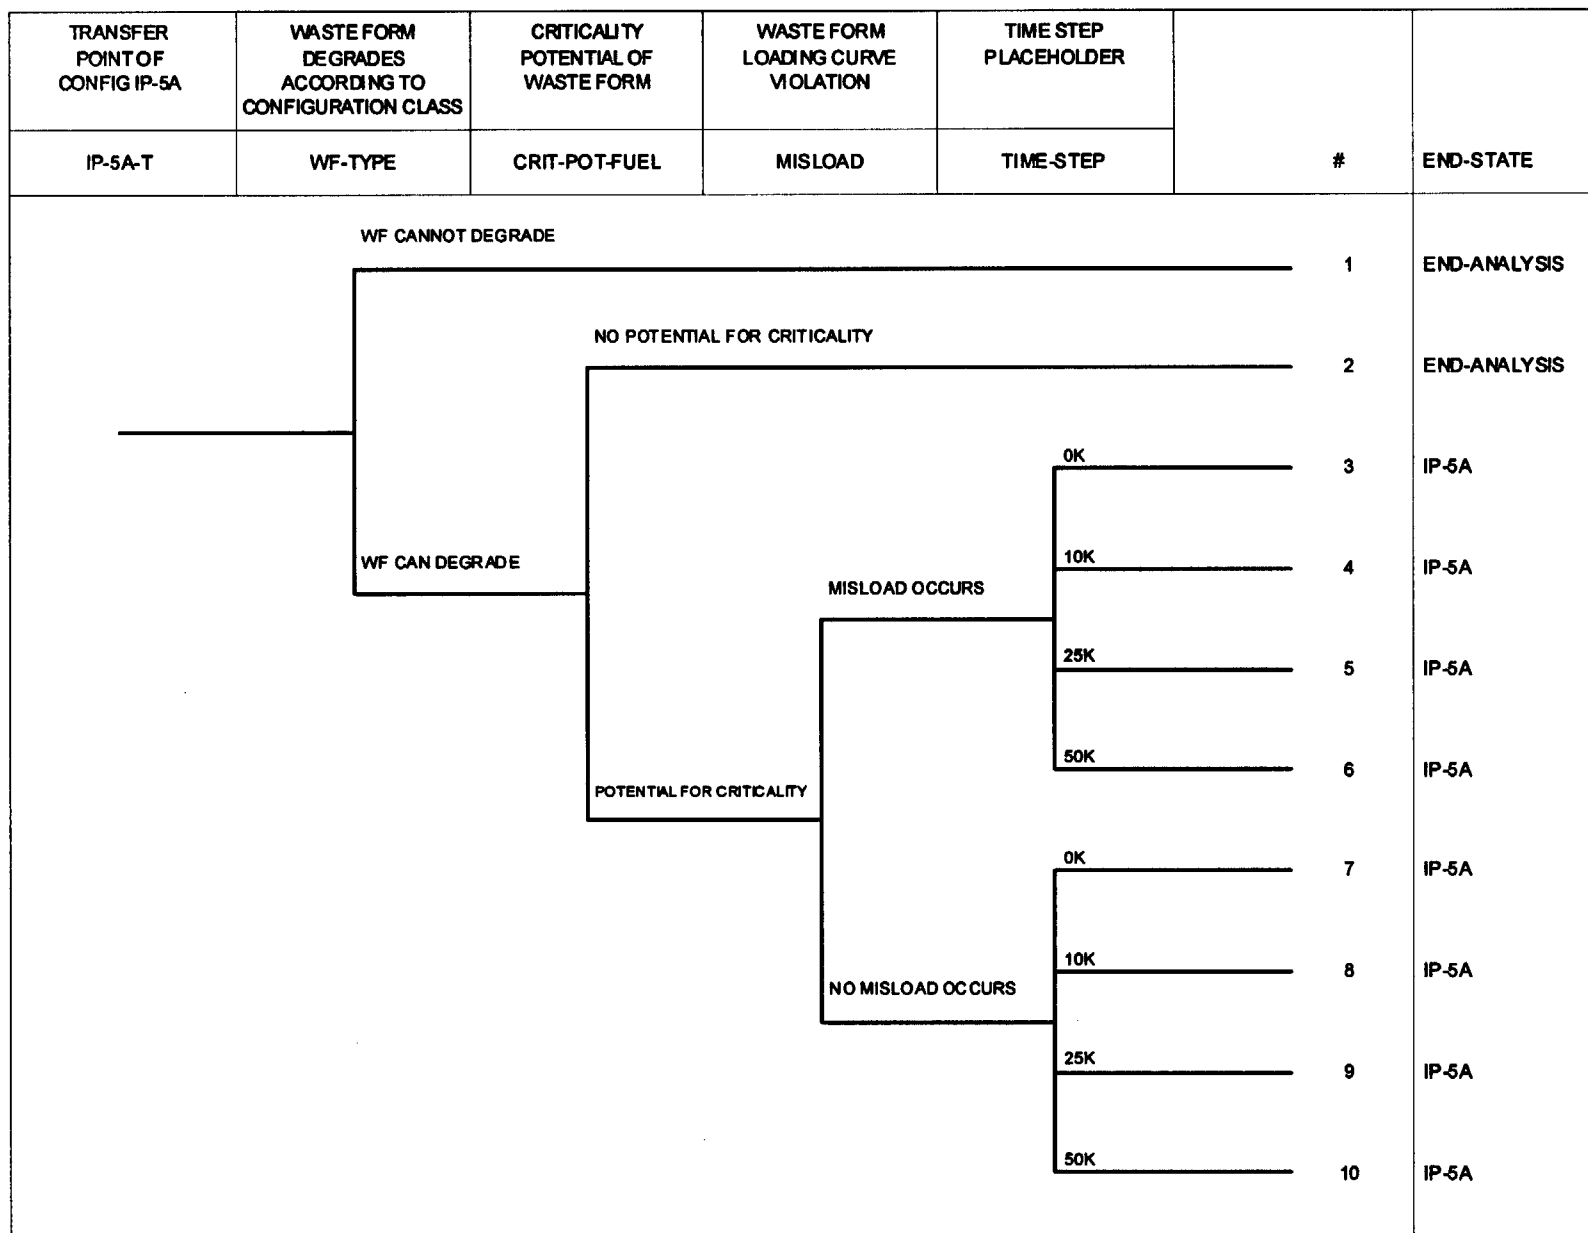 TRANSFER
POINT OF
CONFIG IP-5A
WASTE FORM
DEGRADES
ACCORDING TO
CONFIGURATION CLASS
CRITICALITY
POTENTIAL OF
WASTE FORM
WASTE FORM
LOADING CURVE
VIOLATION
TIME STEP
PLACEHOLDER
IP-5A-T
WF-TYPE
CRIT-POT-FUEL
MISLOAD
TIME-STEP
#
END-STATE
WF CANNOT DEGRADE
1
END-ANALYSIS
NO POTENTIAL FOR CRITICALITY
2
END-ANALYSIS
0K
3
IP-5A
WF CAN DEGRADE
10K
4
IP-5A
MISLOAD OCCURS
25K
5
IP-5A
50K
6
IP-5A
POTENTIAL FOR CRITICALITY
0K
7
IP-5A
10K
8
IP-5A
NO MISLOAD OCCURS
25K
9
IP-5A
50K
10
IP-5A